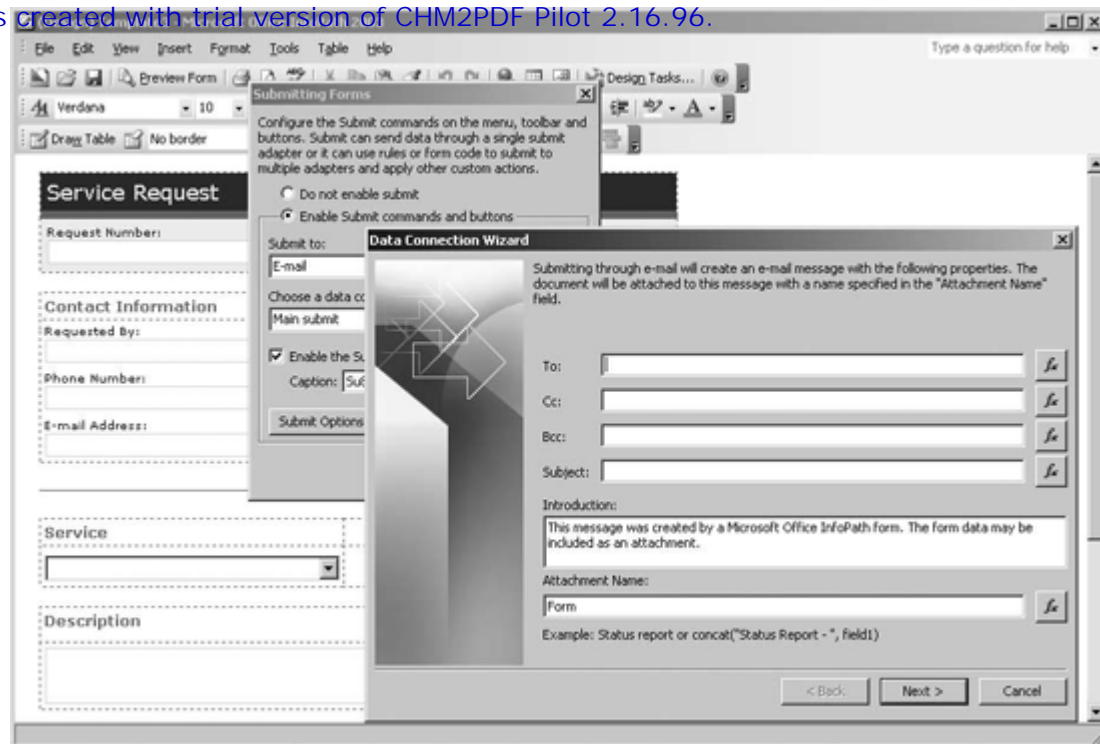 created with trial version of CHM2PDF Pilot 2.16.96.
File Edit View Insert Format Tools Table Help
Type a question for help
Preview Form
Design Tasks...
Verdana
10
Draw Table
No border
Submitting Forms
Configure the Submit commands on the menu, toolbar and
buttons. Submit can send data through a single submit
adapter or it can use rules or form code to submit to
multiple adapters and apply other custom actions.
Do not enable submit
Enable Submit commands and buttons
Submit to:
E-mail
Choose a data
Main submit
Enable the
Caption:
Submit Options
Service Request
Request Number:
Contact Information
Requested By:
Phone Number:
E-mail Address:
Service
Description
Data Connection Wizard
Submitting through e-mail will create an e-mail message with the following properties. The
document will be attached to this message with a name specified in the "Attachment Name"
field.
To:
fx
Cc:
fx
Bcc:
fx
Subject:
fx
Introduction:
This message was created by a Microsoft Office InfoPath form. The form data may be
included as an attachment.
Attachment Name:
Form
fx
Example: Status report or concat("Status Report - ", field1)
< Back
Next >
Cancel